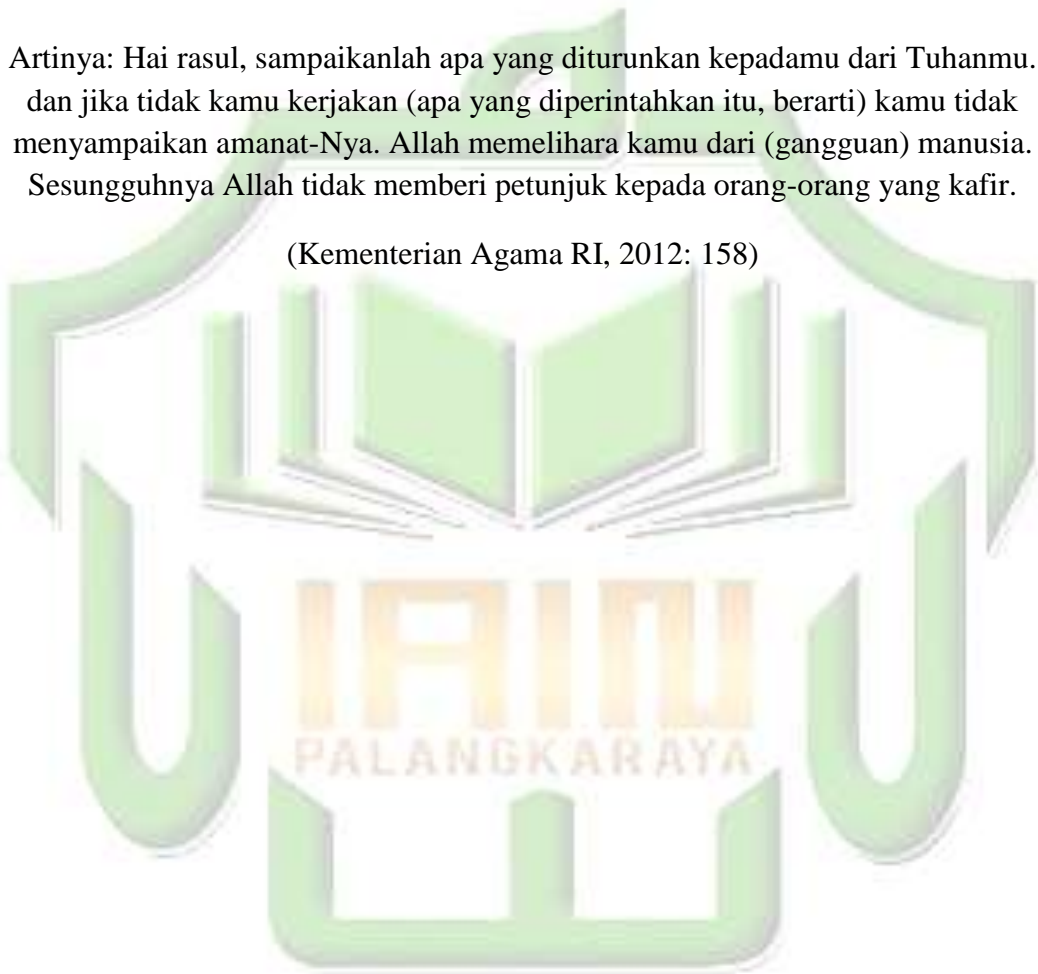 Artinya: Hai rasul, sampaikanlah apa yang diturunkan kepadamu dari Tuhanmu.
dan jika tidak kamu kerjakan (apa yang diperintahkan itu, berarti) kamu tidak
menyampaikan amanat-Nya. Allah memelihara kamu dari (gangguan) manusia.
Sesungguhnya Allah tidak memberi petunjuk kepada orang-orang yang kafir.
(Kementerian Agama RI, 2012: 158)
IAIN
PALANGKARAYA